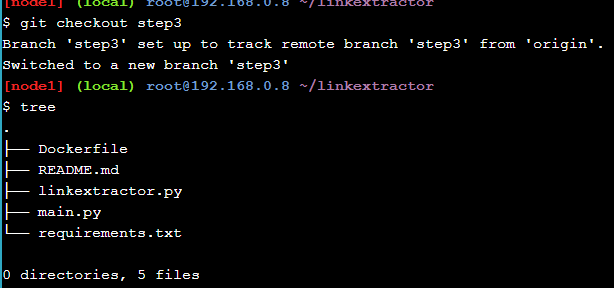 [node1] (local) root@192.168.0.8 ~/linkextractor
$ git checkout step3
Branch 'step3' set up to track remote branch 'step3' from 'origin'.
Switched to a new branch 'step3'
[node1] (local) root@192.168.0.8 ~/linkextractor
$ tree
.
├── Dockerfile
├── README.md
├── linkextractor.py
├── main.py
└── requirements.txt

0 directories, 5 files